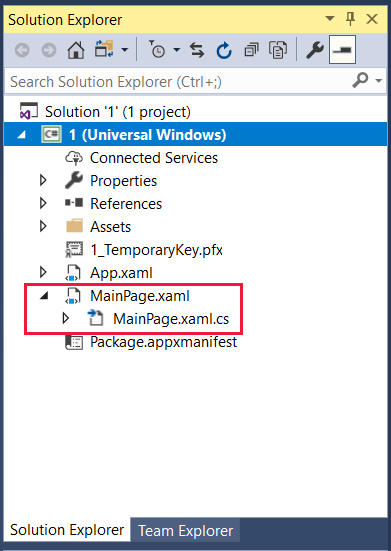 Solution Explorer
Search Solution Explorer (Ctrl+;)
Solution '1' (1 project)
C# 1 (Universal Windows)
Connected Services
Properties
References
Assets
1_TemporaryKey.pfx
App.xaml
MainPage.xaml
MainPage.xaml.cs
Package.appxmanifest
Solution Explorer Team Explorer